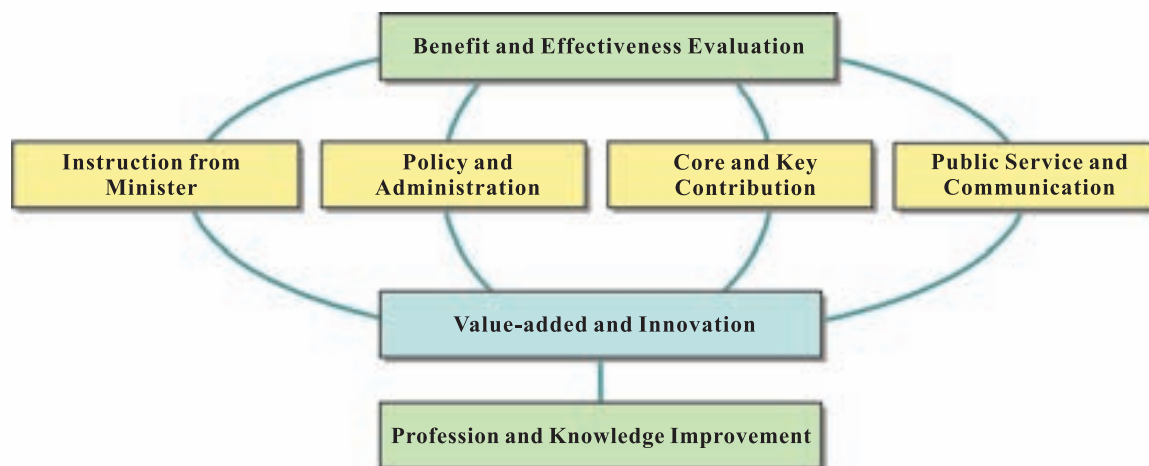 Benefit and Effectiveness Evaluation
Instruction from
Minister
Policy and
Administration
Core and Key
Contribution
Public Service and
Communication
Value-added and Innovation
Profession and Knowledge Improvement